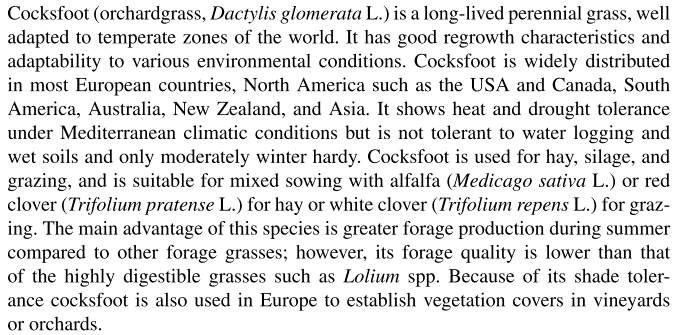 Cocksfoot (orchardgrass, Dactylis glomerata L.) is a long-lived perennial grass, well
adapted to temperate zones of the world. It has good regrowth characteristics and
adaptability to various environmental conditions. Cocksfoot is widely distributed
in most European countries, North America such as the USA and Canada, South
America, Australia, New Zealand, and Asia. It shows heat and drought tolerance
under Mediterranean climatic conditions but is not tolerant to water logging and
wet soils and only moderately winter hardy. Cocksfoot is used for hay, silage, and
grazing, and is suitable for mixed sowing with alfalfa (Medicago sativa L.) or red
clover (Trifolium pratense L.) for hay or white clover (Trifolium repens L.) for graz-
ing. The main advantage of this species is greater forage production during summer
compared to other forage grasses; however, its forage quality is lower than that
of the highly digestible grasses such as Lolium spp. Because of its shade toler-
ance cocksfoot is also used in Europe to establish vegetation covers in vineyards
or orchards.